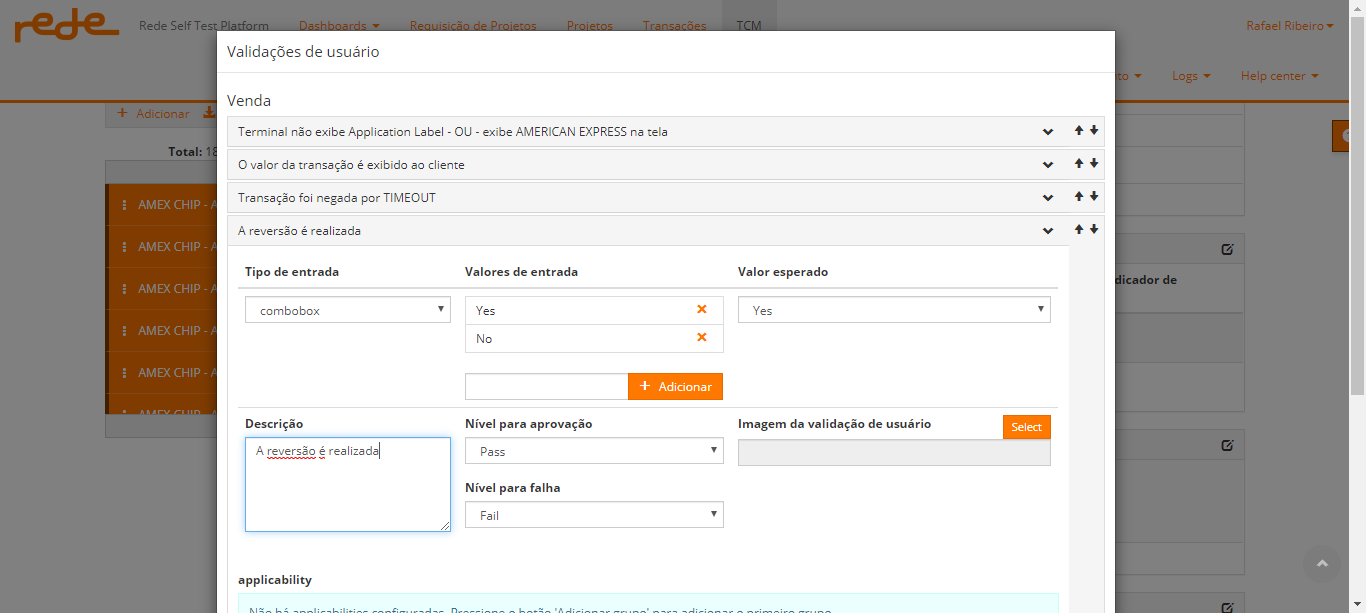 rede Rede Self Test Platform Dashboards Requisição de Projetos Projetos Transações TCM Rafael Ribeiro
Validações de usuário
Logs Help center
Venda
Adicionar
Terminal não exibe Application Label - OU - exibe AMERICAN EXPRESS na tela
Total: 18
O valor da transação é exibido ao cliente
Transação foi negada por TIMEOUT
AMEX CHIP - A
A reversão é realizada
AMEX CHIP - A
Tipo de entrada Valores de entrada Valor esperado
dicador de
AMEX CHIP - A
combobox Yes Yes
AMEX CHIP - A
No
AMEX CHIP - A
Adicionar
AMEX CHIP - A
Descrição Nível para aprovação Imagem da validação de usuário Select
A reversão é realizada Pass
Nível para falha
Fail
applicability
Não há applicabilities configuradas. Pressione o botão 'Adicionar grupo' para adicionar o primeiro grupo